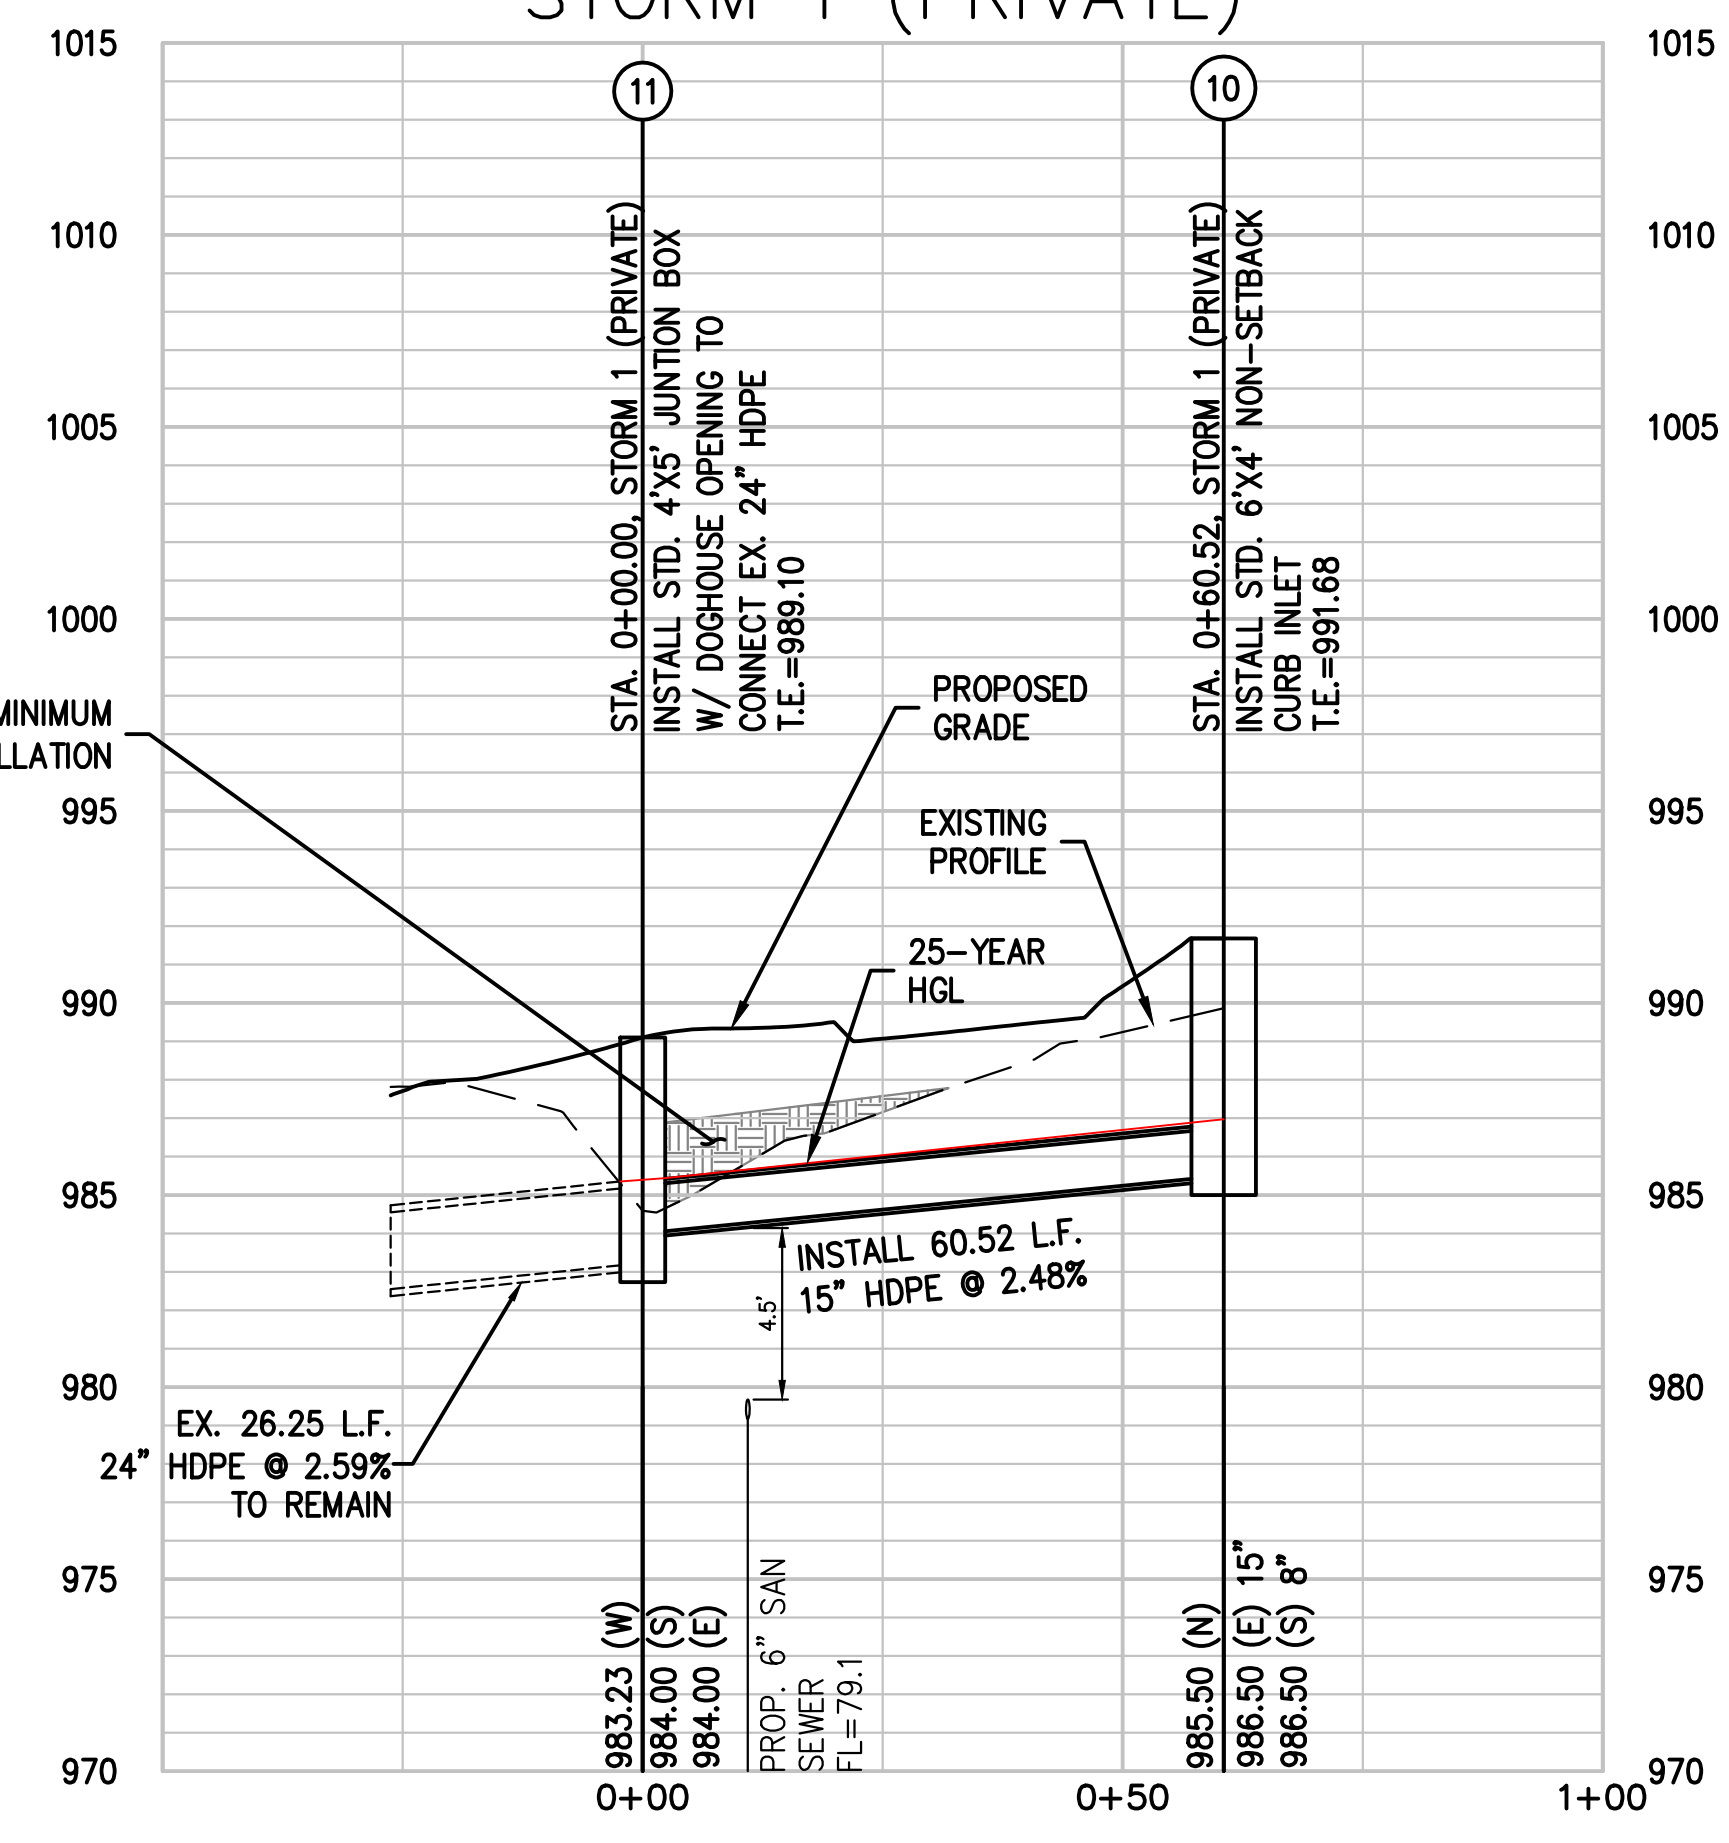 STORM 1 (PRIVATE)
1015
1015
11
10
1010
1010
1005
1005
1000
1000
995
995
990
990
985
985
980
980
975
975
970
970
STA. 0+00.00, STORM 1 (PRIVATE)
INSTALL STD. 4'X5' JUNTION BOX
W/ DOGHOUSE OPENING TO
CONNECT EX. 24" HDPE
T.E.=989.10
STA. 0+60.52, STORM 1 (PRIVATE)
INSTALL STD. 6'X4' NON-SETBACK
CURB INLET
T.E.=991.68
MINIMUM
LLATION
PROPOSED
GRADE
EXISTING
PROFILE
25-YEAR
HGL
INSTALL 60.52 L.F.
15" HDPE @ 2.48%
4.5'
EX. 26.25 L.F.
24" HDPE @ 2.59%
TO REMAIN
983.23 (W)
984.00 (S)
984.00 (E)
PROP. 6" SAN
SEWER
FL=79.1
985.50 (N)
986.50 (E) 15"
986.50 (S) 8"
0+00
0+50
1+00